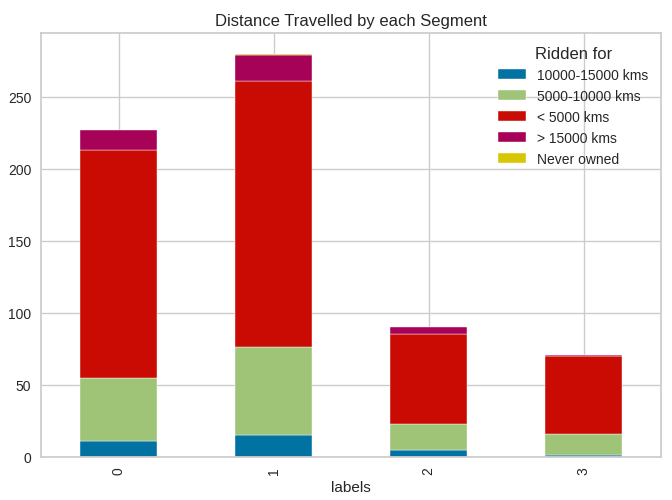 Distance Travelled by each Segment
Ridden for
10000-15000 kms
5000-10000 kms
< 5000 kms
> 15000 kms
Never owned
250
200
150
100
50
0
0
1
2
3
labels